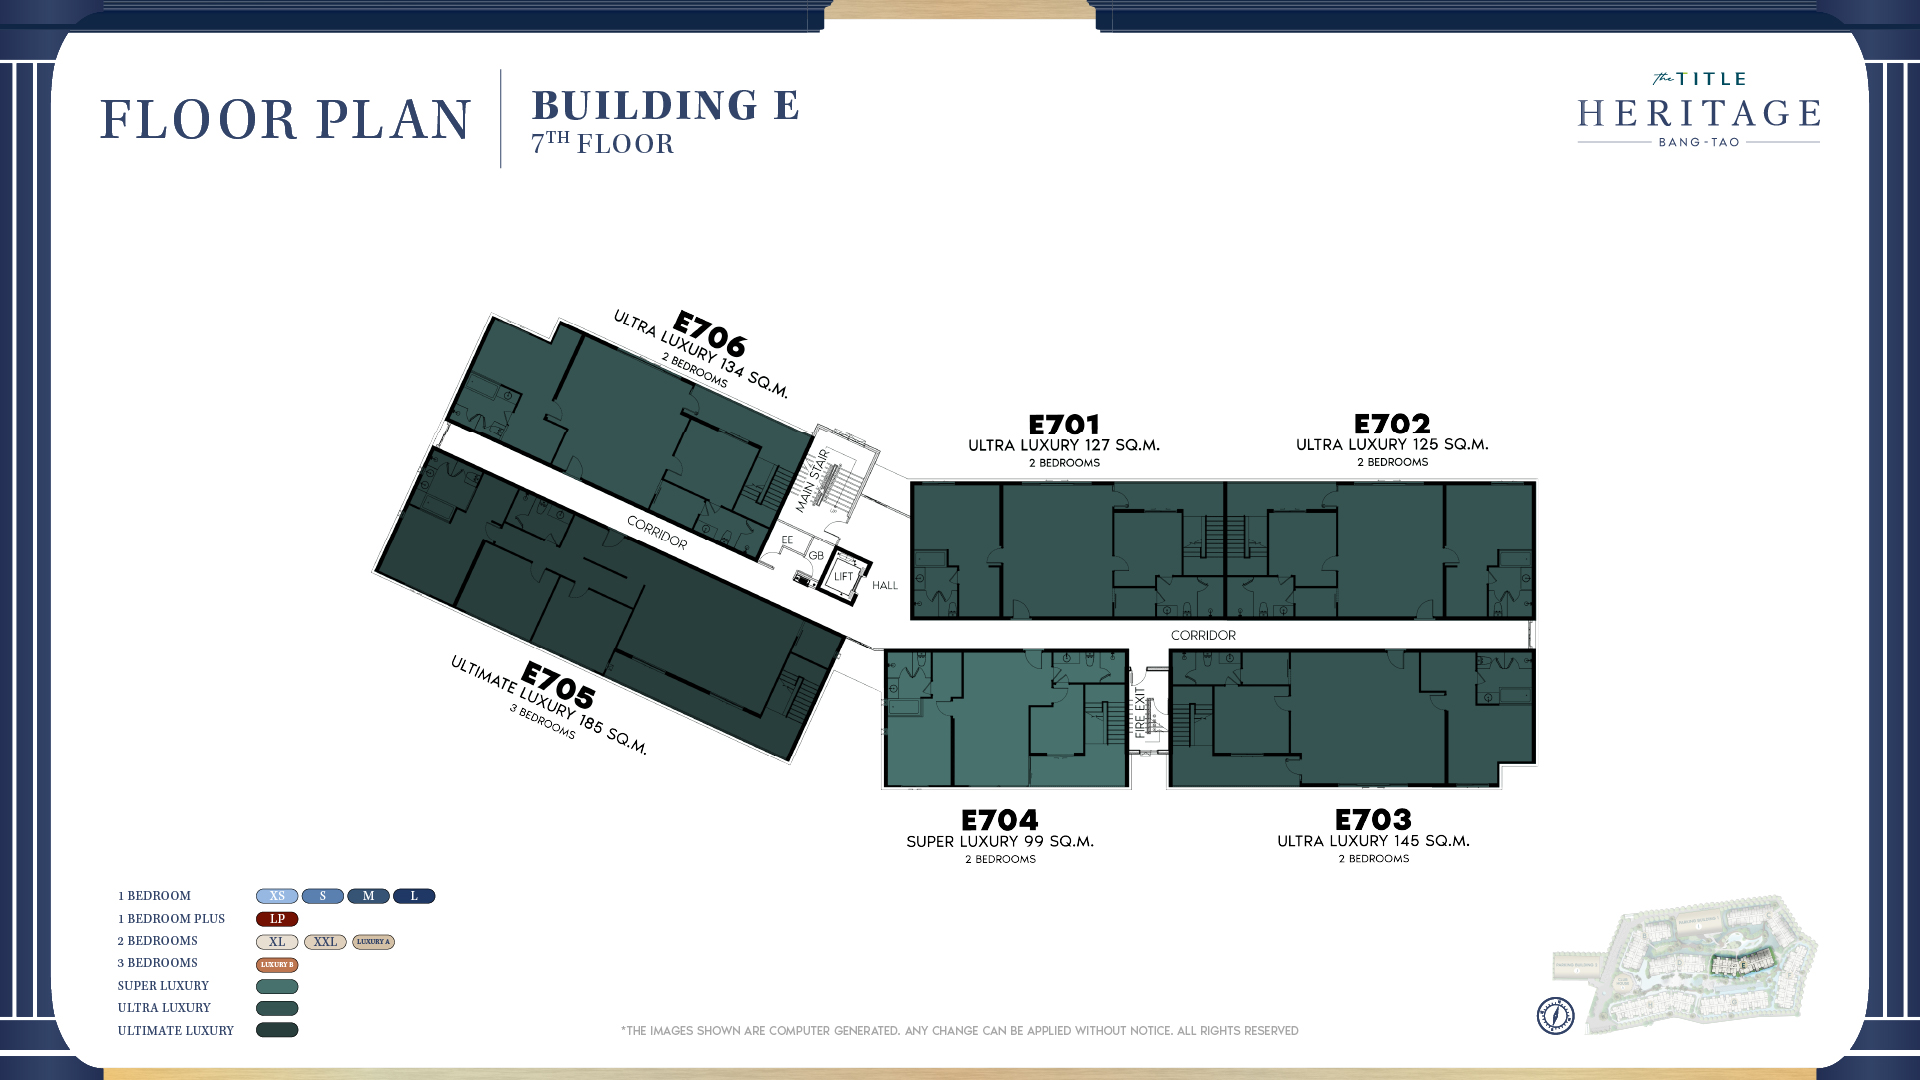 FLOOR PLAN
BUILDING E
7TH FLOOR
the TITLE
HERITAGE
BANG-TAO
E706
ULTRA LUXURY 134 SQ.M.
2 BEDROOMS
E701
ULTRA LUXURY 127 SQ.M.
2 BEDROOMS
E702
ULTRA LUXURY 125 SQ.M.
2 BEDROOMS
MAIN STAIR
CORRIDOR
EE
GB
LIFT
HALL
CORRIDOR
FIRE EXIT
E705
ULTIMATE LUXURY 185 SQ.M.
3 BEDROOMS
E704
SUPER LUXURY 99 SQ.M.
2 BEDROOMS
E703
ULTRA LUXURY 145 SQ.M.
2 BEDROOMS
1 BEDROOM XS S M L
1 BEDROOM PLUS LP
2 BEDROOMS XL XXL LUXURY A
3 BEDROOMS LUXURY B
SUPER LUXURY
ULTRA LUXURY
ULTIMATE LUXURY
*THE IMAGES SHOWN ARE COMPUTER GENERATED. ANY CHANGE CAN BE APPLIED WITHOUT NOTICE. ALL RIGHTS RESERVED